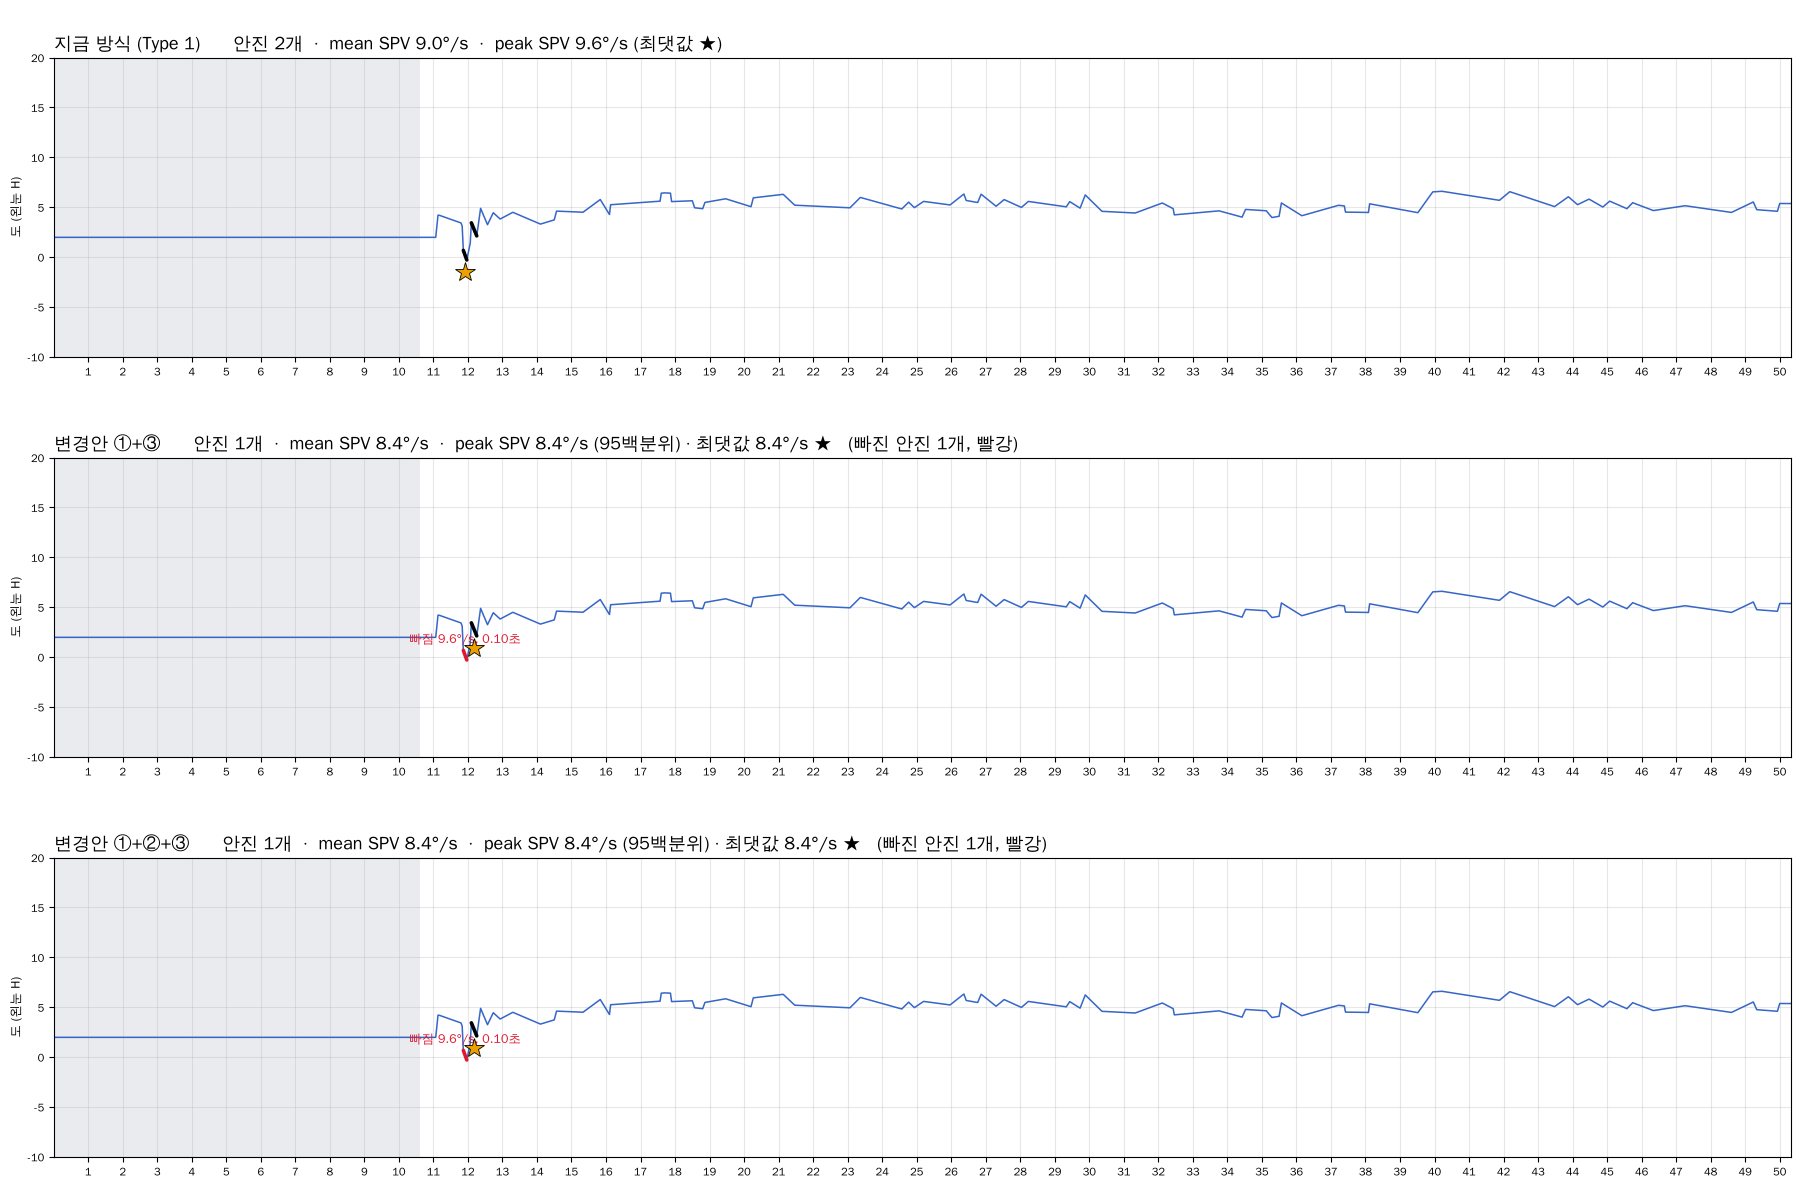 지금 방식 (Type 1) 안진 2개 · mean SPV 9.0°/s · peak SPV 9.6°/s (최댓값 ★)
20
15
10
5
0
-5
-10
도 (왼눈 H)
1 2 3 4 5 6 7 8 9 10 11 12 13 14 15 16 17 18 19 20 21 22 23 24 25 26 27 28 29 30 31 32 33 34 35 36 37 38 39 40 41 42 43 44 45 46 47 48 49 50
변경안 ①+③ 안진 1개 · mean SPV 8.4°/s · peak SPV 8.4°/s (95백분위) · 최댓값 8.4°/s ★ (빠진 안진 1개, 빨강)
20
15
10
5
0
-5
-10
도 (왼눈 H)
빠짐 9.6°/s, 0.10초
1 2 3 4 5 6 7 8 9 10 11 12 13 14 15 16 17 18 19 20 21 22 23 24 25 26 27 28 29 30 31 32 33 34 35 36 37 38 39 40 41 42 43 44 45 46 47 48 49 50
변경안 ①+②+③ 안진 1개 · mean SPV 8.4°/s · peak SPV 8.4°/s (95백분위) · 최댓값 8.4°/s ★ (빠진 안진 1개, 빨강)
20
15
10
5
0
-5
-10
도 (왼눈 H)
빠짐 9.6°/s, 0.10초
1 2 3 4 5 6 7 8 9 10 11 12 13 14 15 16 17 18 19 20 21 22 23 24 25 26 27 28 29 30 31 32 33 34 35 36 37 38 39 40 41 42 43 44 45 46 47 48 49 50